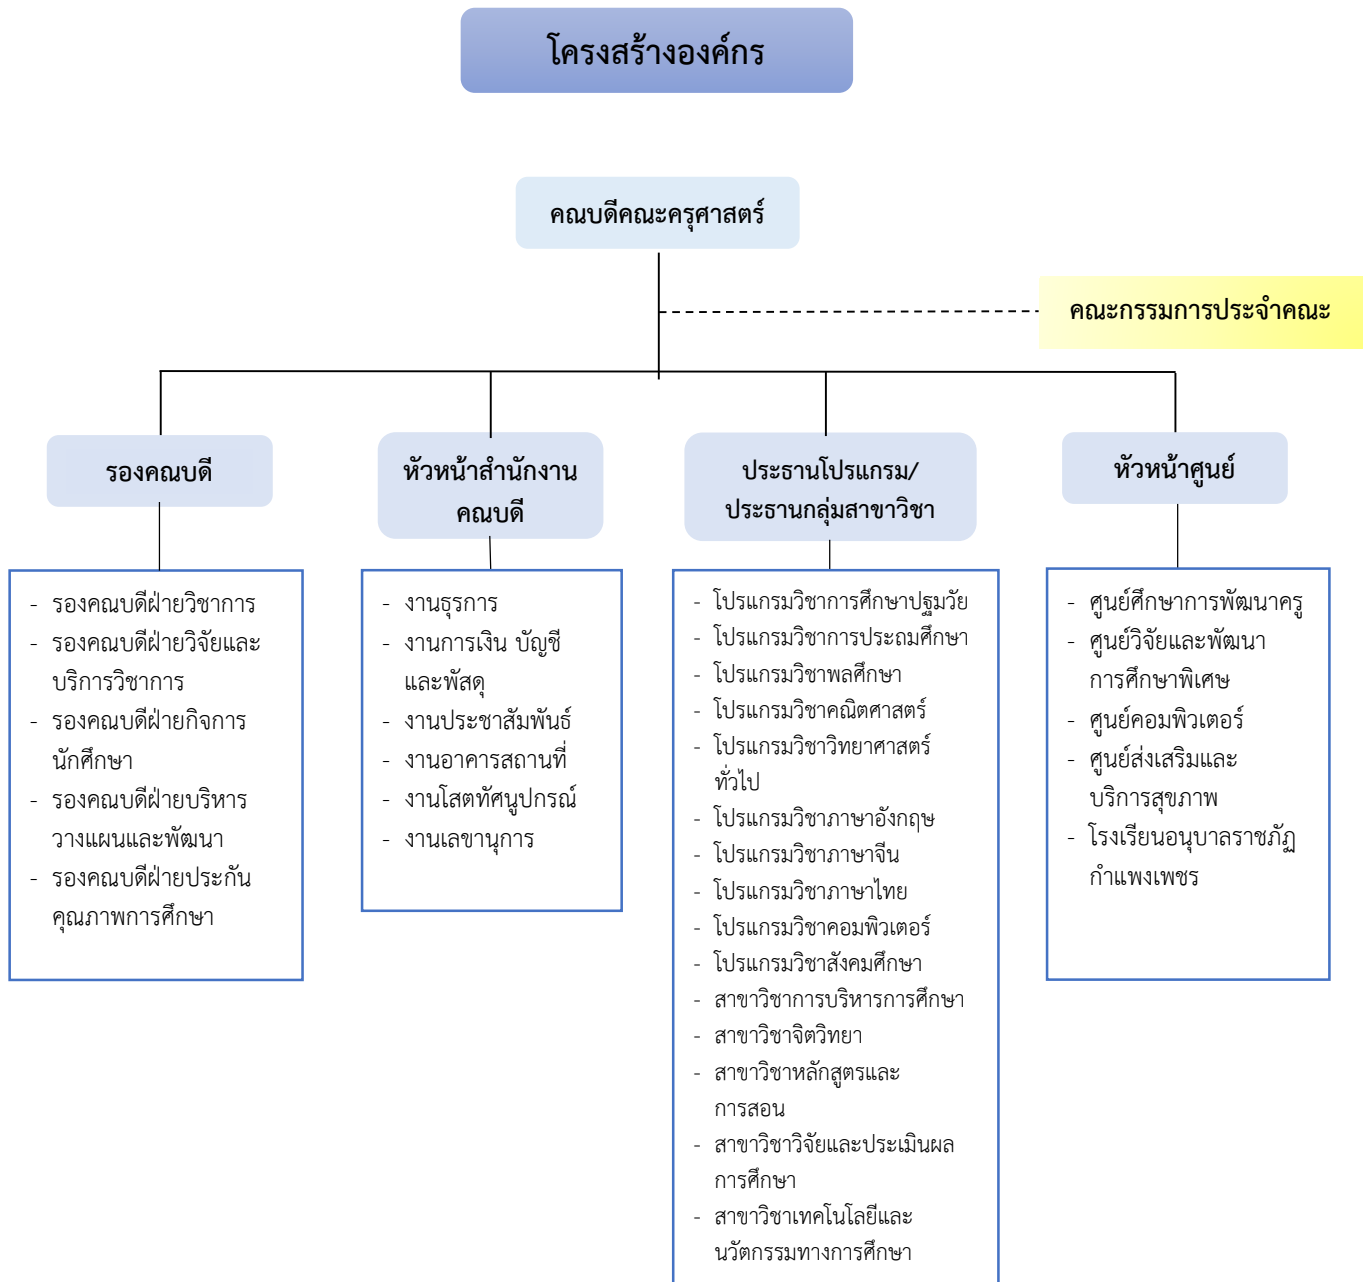 โครงสร้างองค์กร
คณบดีคณะครุศาสตร์
คณะกรรมการประจำคณะ
รองคณบดี
- รองคณบดีฝ่ายวิชาการ
- รองคณบดีฝ่ายวิจัยและ
บริการวิชาการ
- รองคณบดีฝ่ายกิจการ
นักศึกษา
- รองคณบดีฝ่ายบริหาร
วางแผนและพัฒนา
- รองคณบดีฝ่ายประกัน
คุณภาพการศึกษา
หัวหน้าสำนักงาน
คณบดี
- งานธุรการ
- งานการเงิน บัญชี
และพัสดุ
- งานประชาสัมพันธ์
- งานอาคารสถานที่
- งานโสตทัศนูปกรณ์
- งานเลขานุการ
ประธานโปรแกรม/
ประธานกลุ่มสาขาวิชา
- โปรแกรมวิชาการศึกษาปฐมวัย
- โปรแกรมวิชาการประถมศึกษา
- โปรแกรมวิชาพลศึกษา
- โปรแกรมวิชาคณิตศาสตร์
- โปรแกรมวิชาวิทยาศาสตร์
ทั่วไป
- โปรแกรมวิชาภาษาอังกฤษ
- โปรแกรมวิชาภาษาจีน
- โปรแกรมวิชาภาษาไทย
- โปรแกรมวิชาคอมพิวเตอร์
- โปรแกรมวิชาสังคมศึกษา
- สาขาวิชาการบริหารการศึกษา
- สาขาวิชาจิตวิทยา
- สาขาวิชาหลักสูตรและ
การสอน
- สาขาวิชาวิจัยและประเมินผล
การศึกษา
- สาขาวิชาเทคโนโลยีและ
นวัตกรรมทางการศึกษา
หัวหน้าศูนย์
- ศูนย์ศึกษาการพัฒนาครู
- ศูนย์วิจัยและพัฒนา
การศึกษาพิเศษ
- ศูนย์คอมพิวเตอร์
- ศูนย์ส่งเสริมและ
บริการสุขภาพ
- โรงเรียนอนุบาลราชภัฏ
กำแพงเพชร